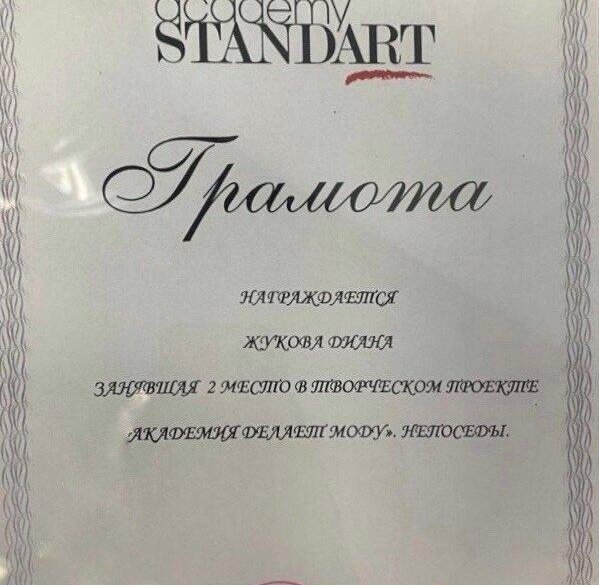 academy
STANDART
Грамота
НАГРАЖДАЕТСЯ
ЖУКОВА ДИАНА
ЗАНЯВШАЯ 2 МЕСТО В ТВОРЧЕСКОМ ПРОЕКТЕ
«АКАДЕМИЯ ДЕЛАЕТ МОДУ». НЕПОСЕДЫ.